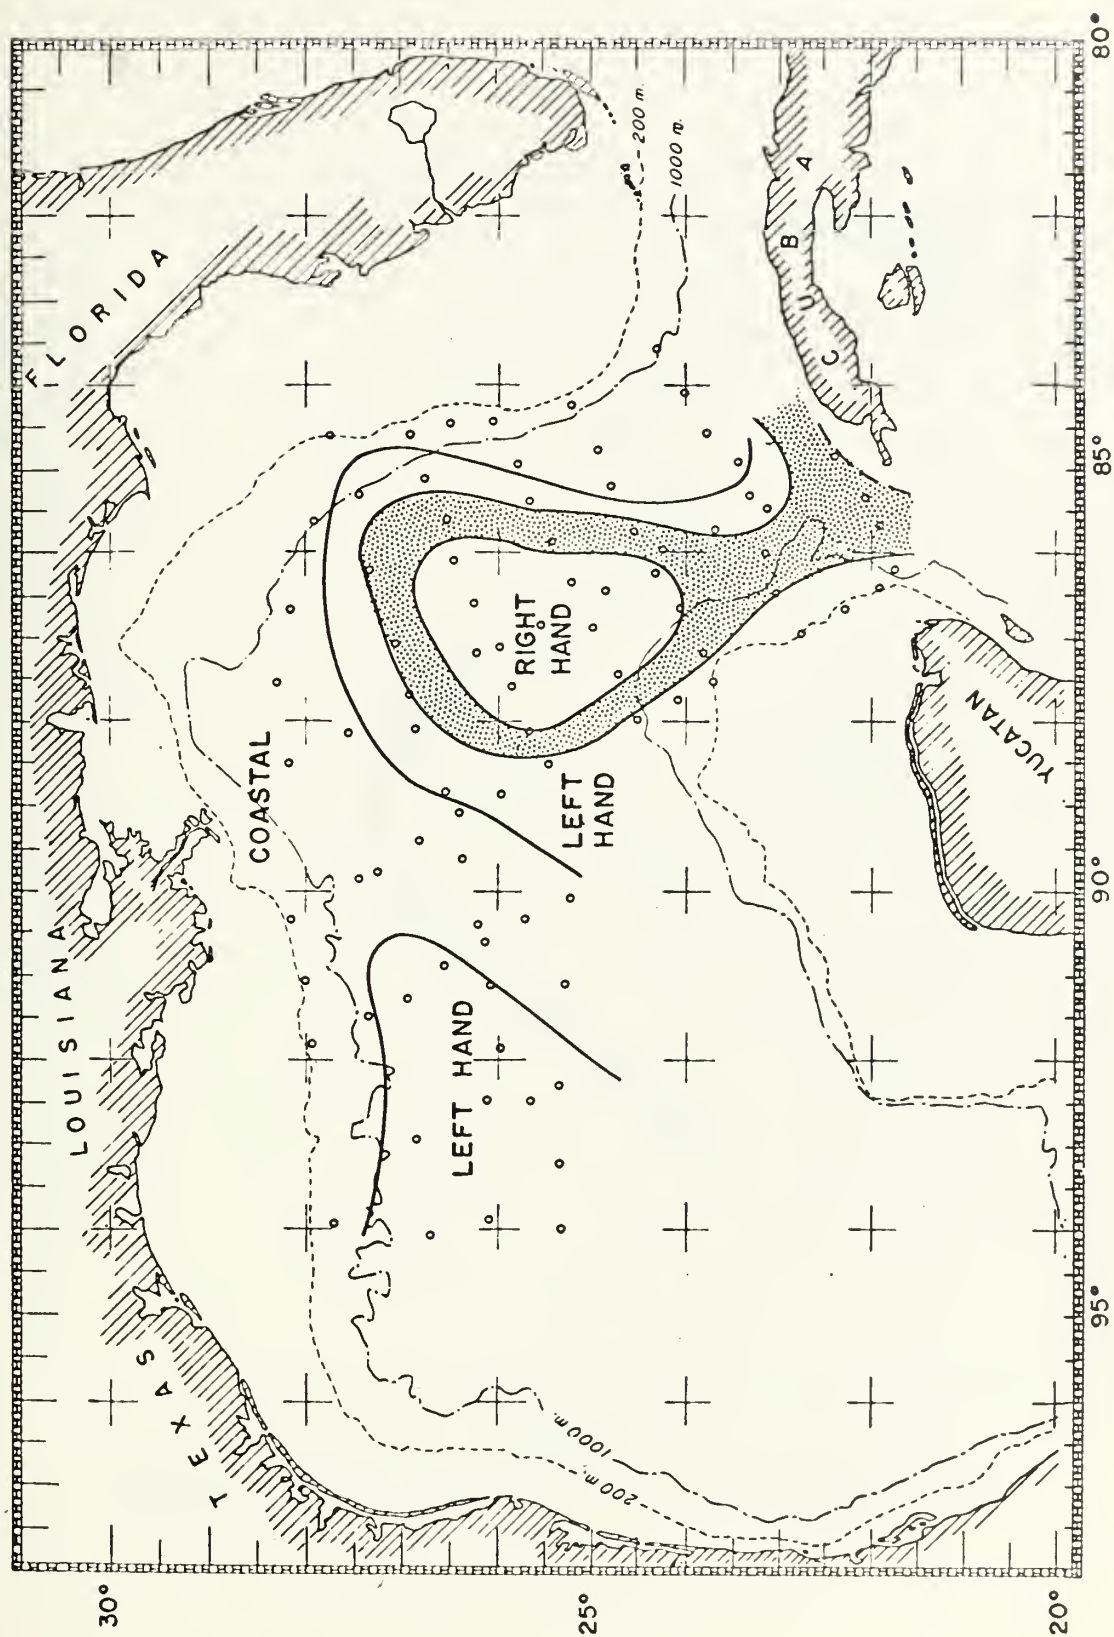 FLORIDA
LOUISIANA
TEXAS
COASTAL
RIGHT
HAND
LEFT
HAND
LEFT HAND
CUBA
YUCATAN
200 m.
1000 m.
1000 m.
200 m.
30°
25°
20°
95°
90°
85°
80°